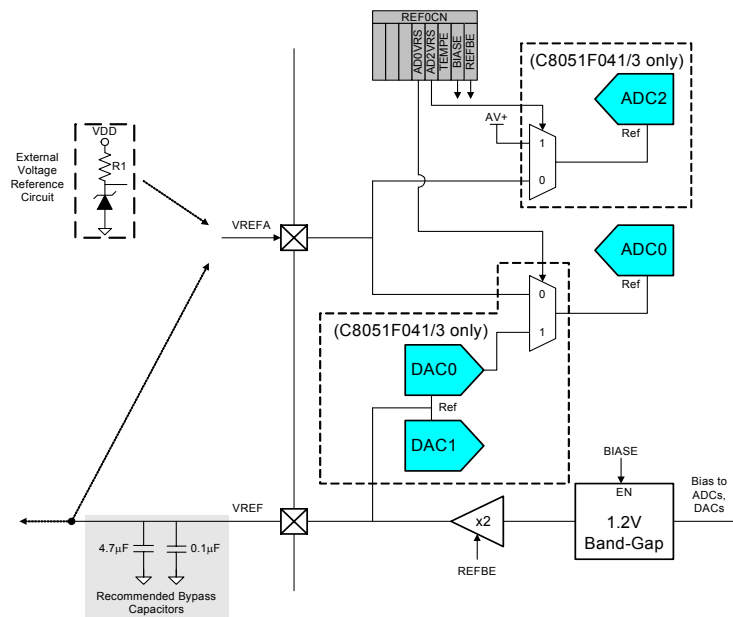 REF0CN
AD0VRS
AD2VRS
TEMPE
BIASE
REFBE
(C8051F041/3 only)
ADC2
Ref
AV+
1
0
External
Voltage
Reference
Circuit
VDD
R1
VREFA
ADC0
Ref
0
1
(C8051F041/3 only)
DAC0
Ref
DAC1
BIASE
EN
1.2V
Band-Gap
Bias to
ADCs,
DACs
VREF
x2
REFBE
4.7µF
0.1µF
Recommended Bypass
Capacitors